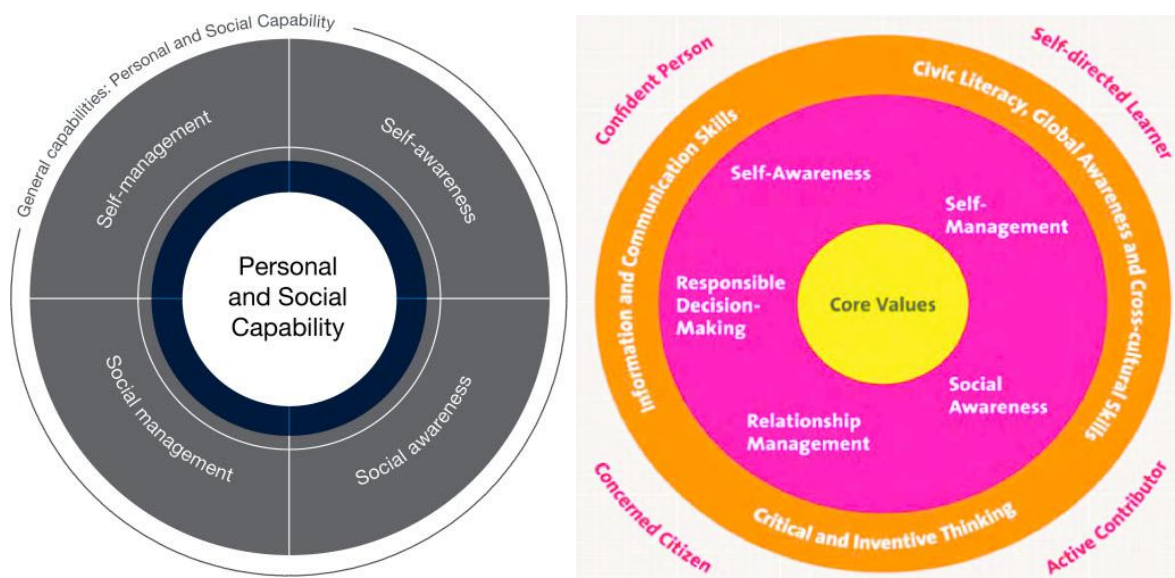 General capabilities: Personal and Social Capability
Self-management
Self-awareness
Personal
and Social
Capability
Social management
Social awareness
Confident Person
Self-directed Learner
Information and Communication Skills
Civic Literacy, Global Awareness and Cross-cultural Skills
Self-Awareness
Self-
Management
Responsible
Decision-
Making
Core Values
Social
Awareness
Relationship
Management
Critical and Inventive Thinking
Concerned Citizen
Active Contributor